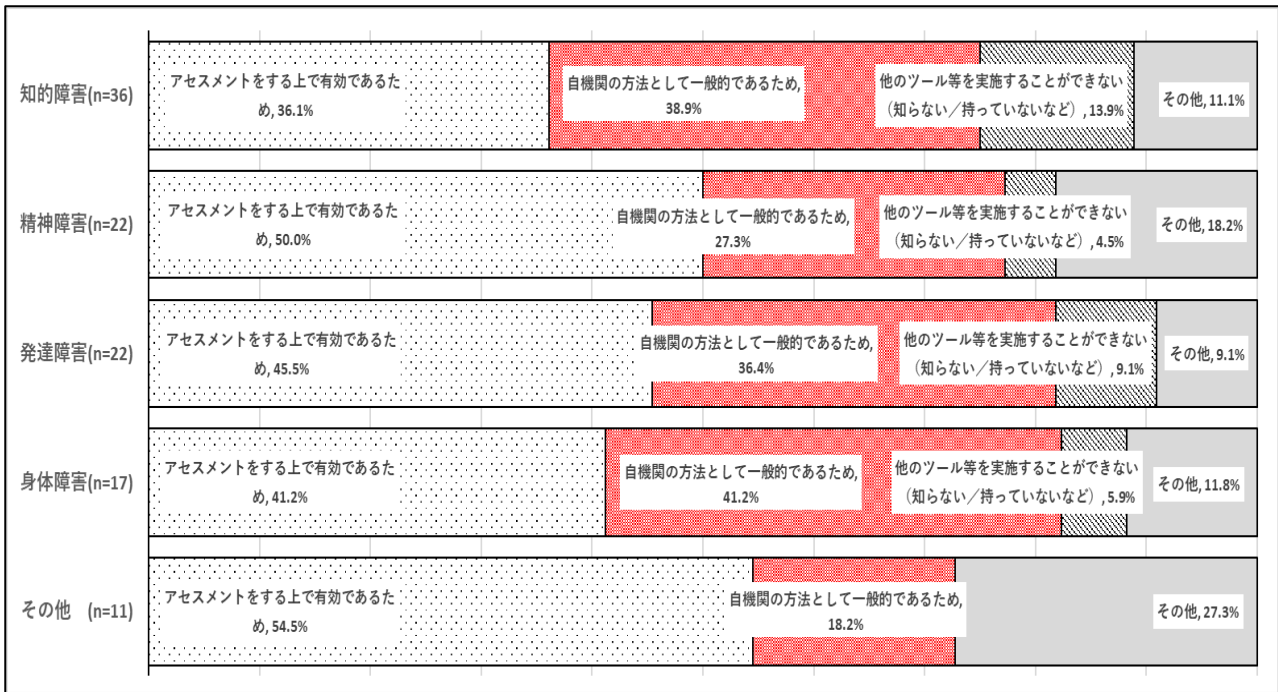 知的障害(n=36)
アセスメントをする上で有効であるた
め, 36.1%
自機関の方法として一般的であるため,
38.9%
他のツール等を実施することができない
（知らない／持っていないなど）, 13.9%
その他, 11.1%
精神障害(n=22)
アセスメントをする上で有効であるた
め, 50.0%
自機関の方法として一般的であるため,
27.3%
他のツール等を実施することができない
（知らない／持っていないなど）, 4.5%
その他, 18.2%
発達障害(n=22)
アセスメントをする上で有効であるた
め, 45.5%
自機関の方法として一般的であるため,
36.4%
他のツール等を実施することができない
（知らない／持っていないなど）, 9.1%
その他, 9.1%
身体障害(n=17)
アセスメントをする上で有効であるた
め, 41.2%
自機関の方法として一般的であるため,
41.2%
他のツール等を実施することができない
（知らない／持っていないなど）, 5.9%
その他, 11.8%
その他　(n=11)
アセスメントをする上で有効であるた
め, 54.5%
自機関の方法として一般的であるため,
18.2%
その他, 27.3%